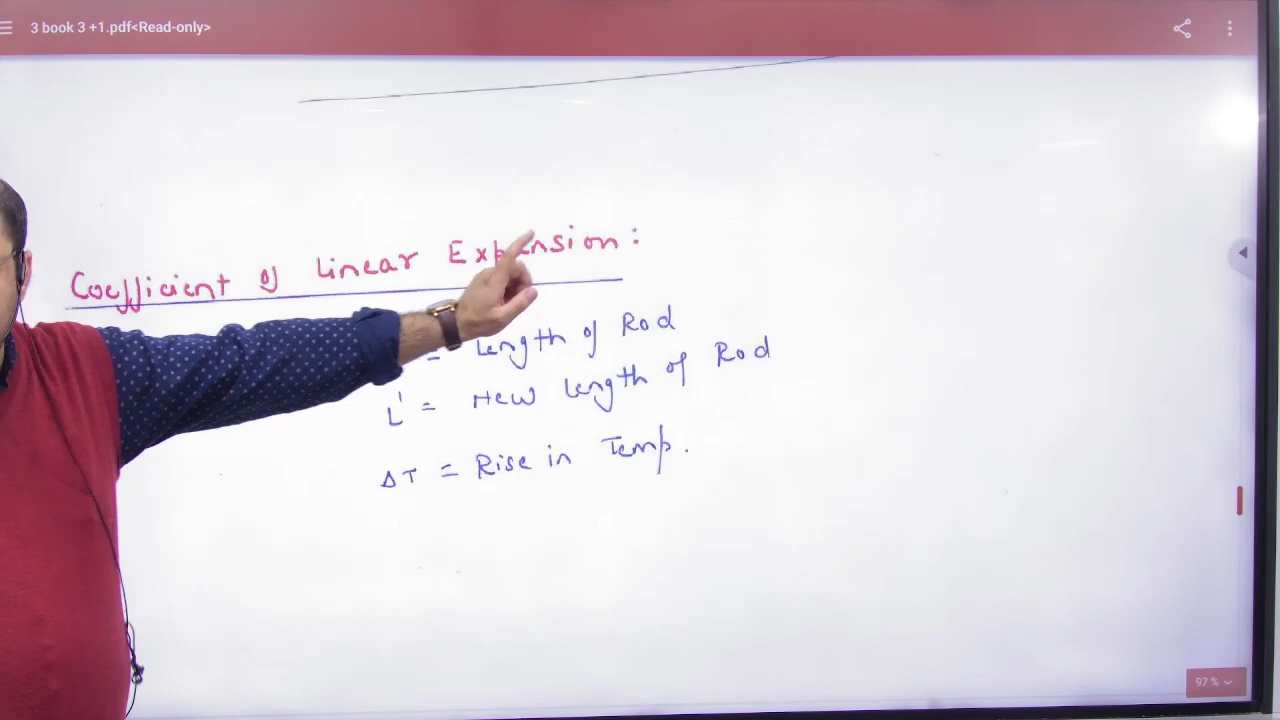 3 book 3 +1.pdf<Read-only>
Coefficient of Linear Expansion :
= Length of Rod
L' = New Length of Rod
ΔT = Rise in Temp.
97%